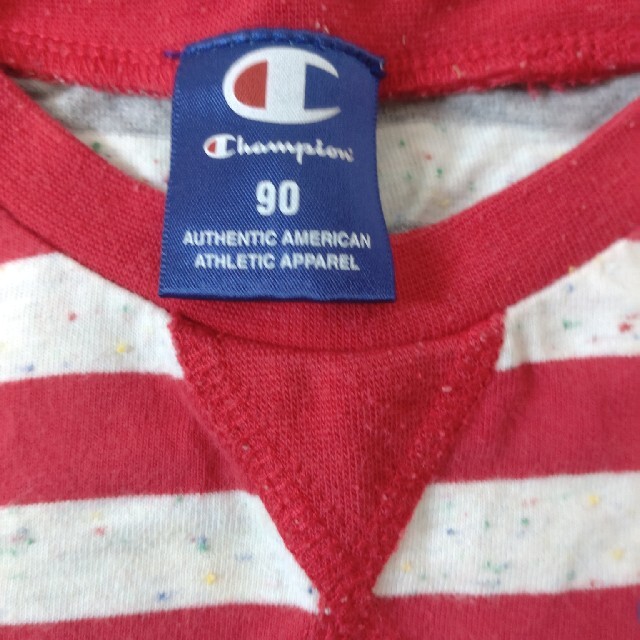 Champion
90
AUTHENTIC AMERICAN
ATHLETIC APPAREL